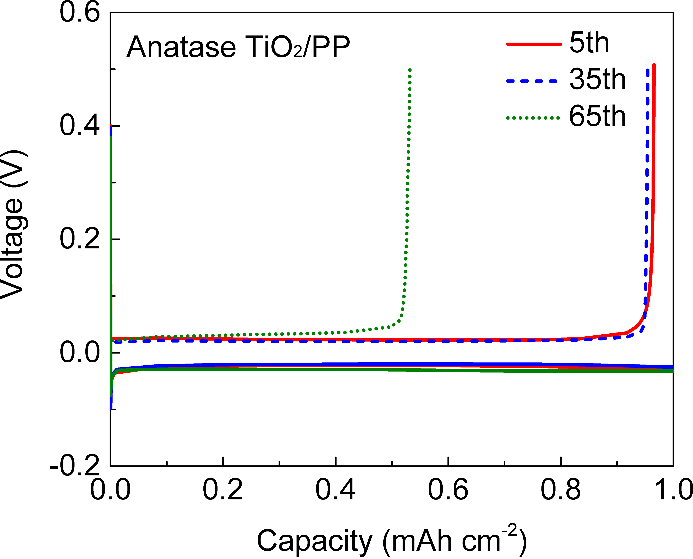 Anatase TiO₂/PP
5th
35th
65th
Voltage (V)
0.6
0.4
0.2
0.0
-0.2
0.0 0.2 0.4 0.6 0.8 1.0
Capacity (mAh cm⁻²)